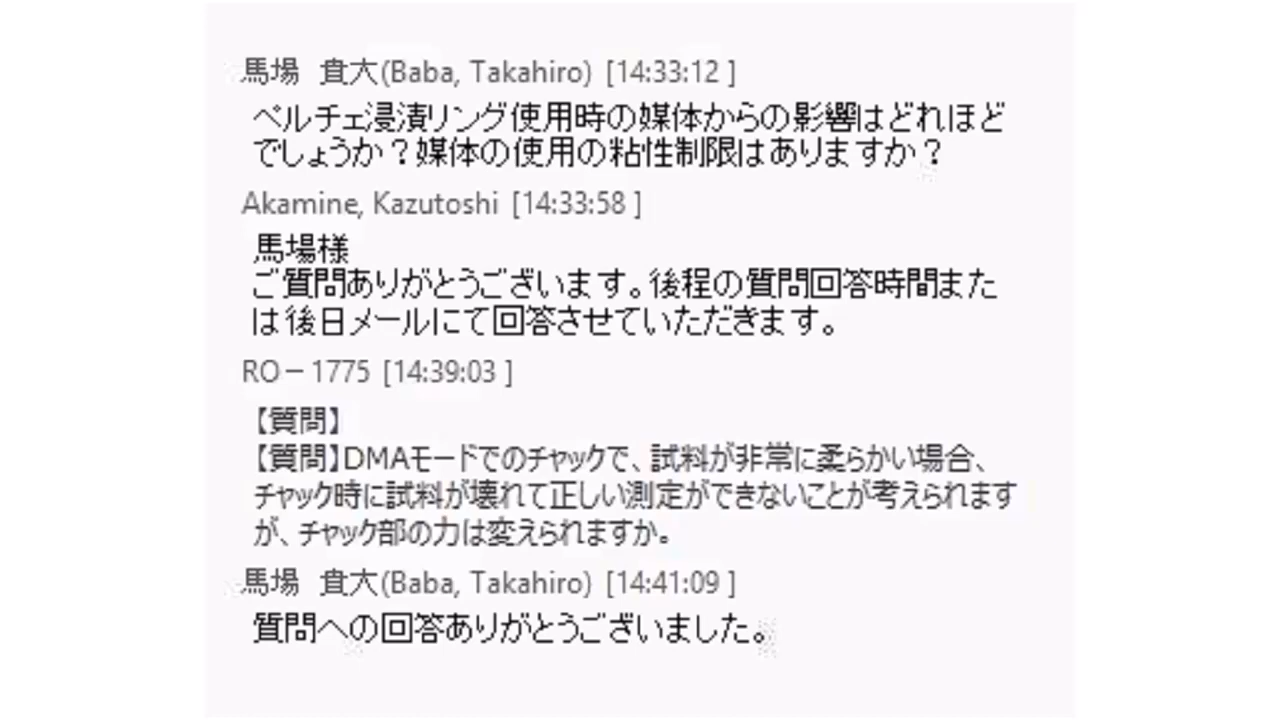 馬場　貴大(Baba, Takahiro) [14:33:12 ]
ペルチェ浸漬リング使用時の媒体からの影響はどれほど
でしょうか？媒体の使用の粘性制限はありますか？
Akamine, Kazutoshi [14:33:58 ]
馬場様
ご質問ありがとうございます。後程の質問回答時間また
は後日メールにて回答させていただきます。
RO－1775 [14:39:03 ]
【質問】
【質問】DMAモードでのチャックで、試料が非常に柔らかい場合、
チャック時に試料が壊れて正しい測定ができないことが考えられます
が、チャック部の力は変えられますか。
馬場　貴大(Baba, Takahiro) [14:41:09 ]
質問への回答ありがとうございました。